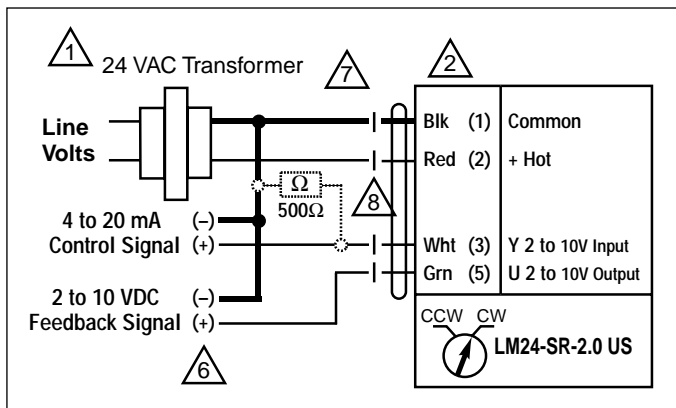 1 24 VAC Transformer 7 2
Line
Volts
Blk (1) Common
Red (2) + Hot
Ω
500Ω
8
4 to 20 mA (–)
Control Signal (+)
Wht (3) Y 2 to 10V Input
Grn (5) U 2 to 10V Output
2 to 10 VDC (–)
Feedback Signal (+)
6
CCW CW
LM24-SR-2.0 US